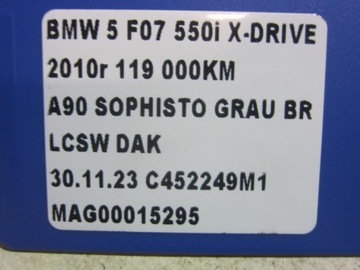 BMW 5 F07 550i X-DRIVE
2010r 119 000KM
A90 SOPHISTO GRAU BR
LCSW DAK
30.11.23 C452249M1
MAG00015295